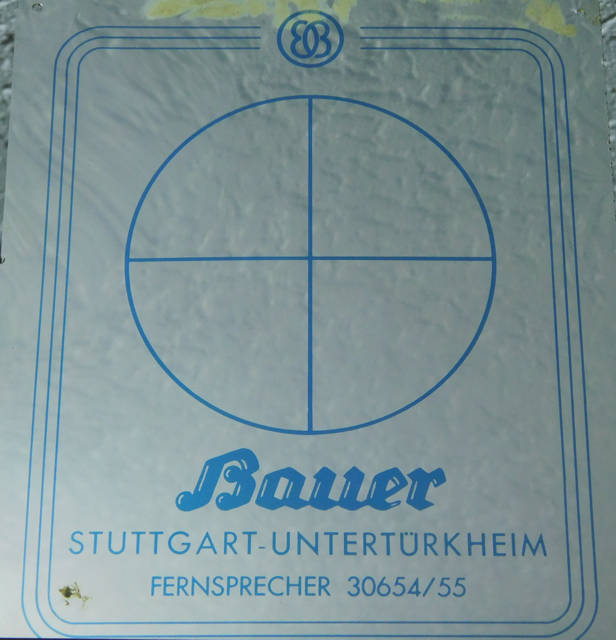 Bauer
STUTTGART-UNTERTÜRKHEIM
FERNSPRECHER 30654/55